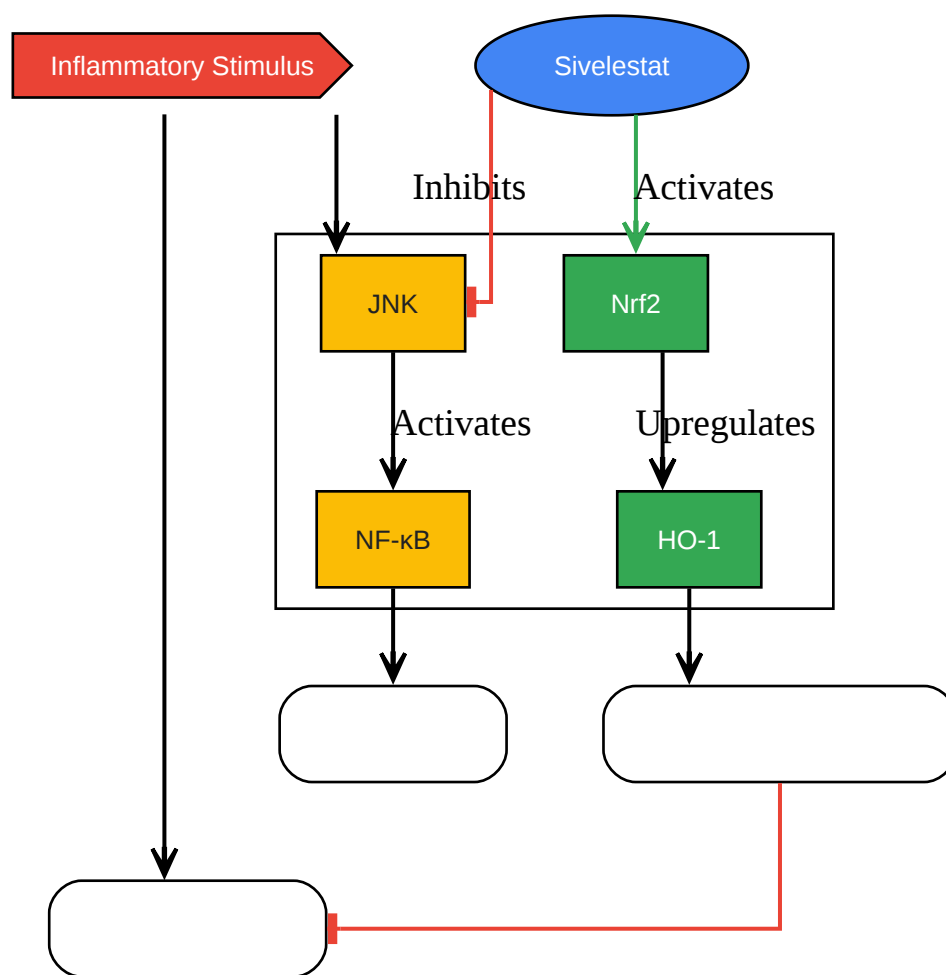 Inflammatory Stimulus
Sivelestat
Inhibits
Activates
JNK
Nrf2
Activates
Upregulates
NF-κB
HO-1